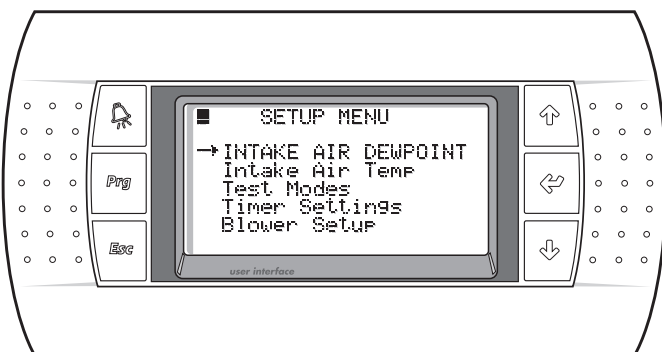 SETUP MENU
INTAKE AIR DEWPOINT
Intake Air Temp
Test Modes
Timer Settings
Blower Setup
Prg
Esc
user interface